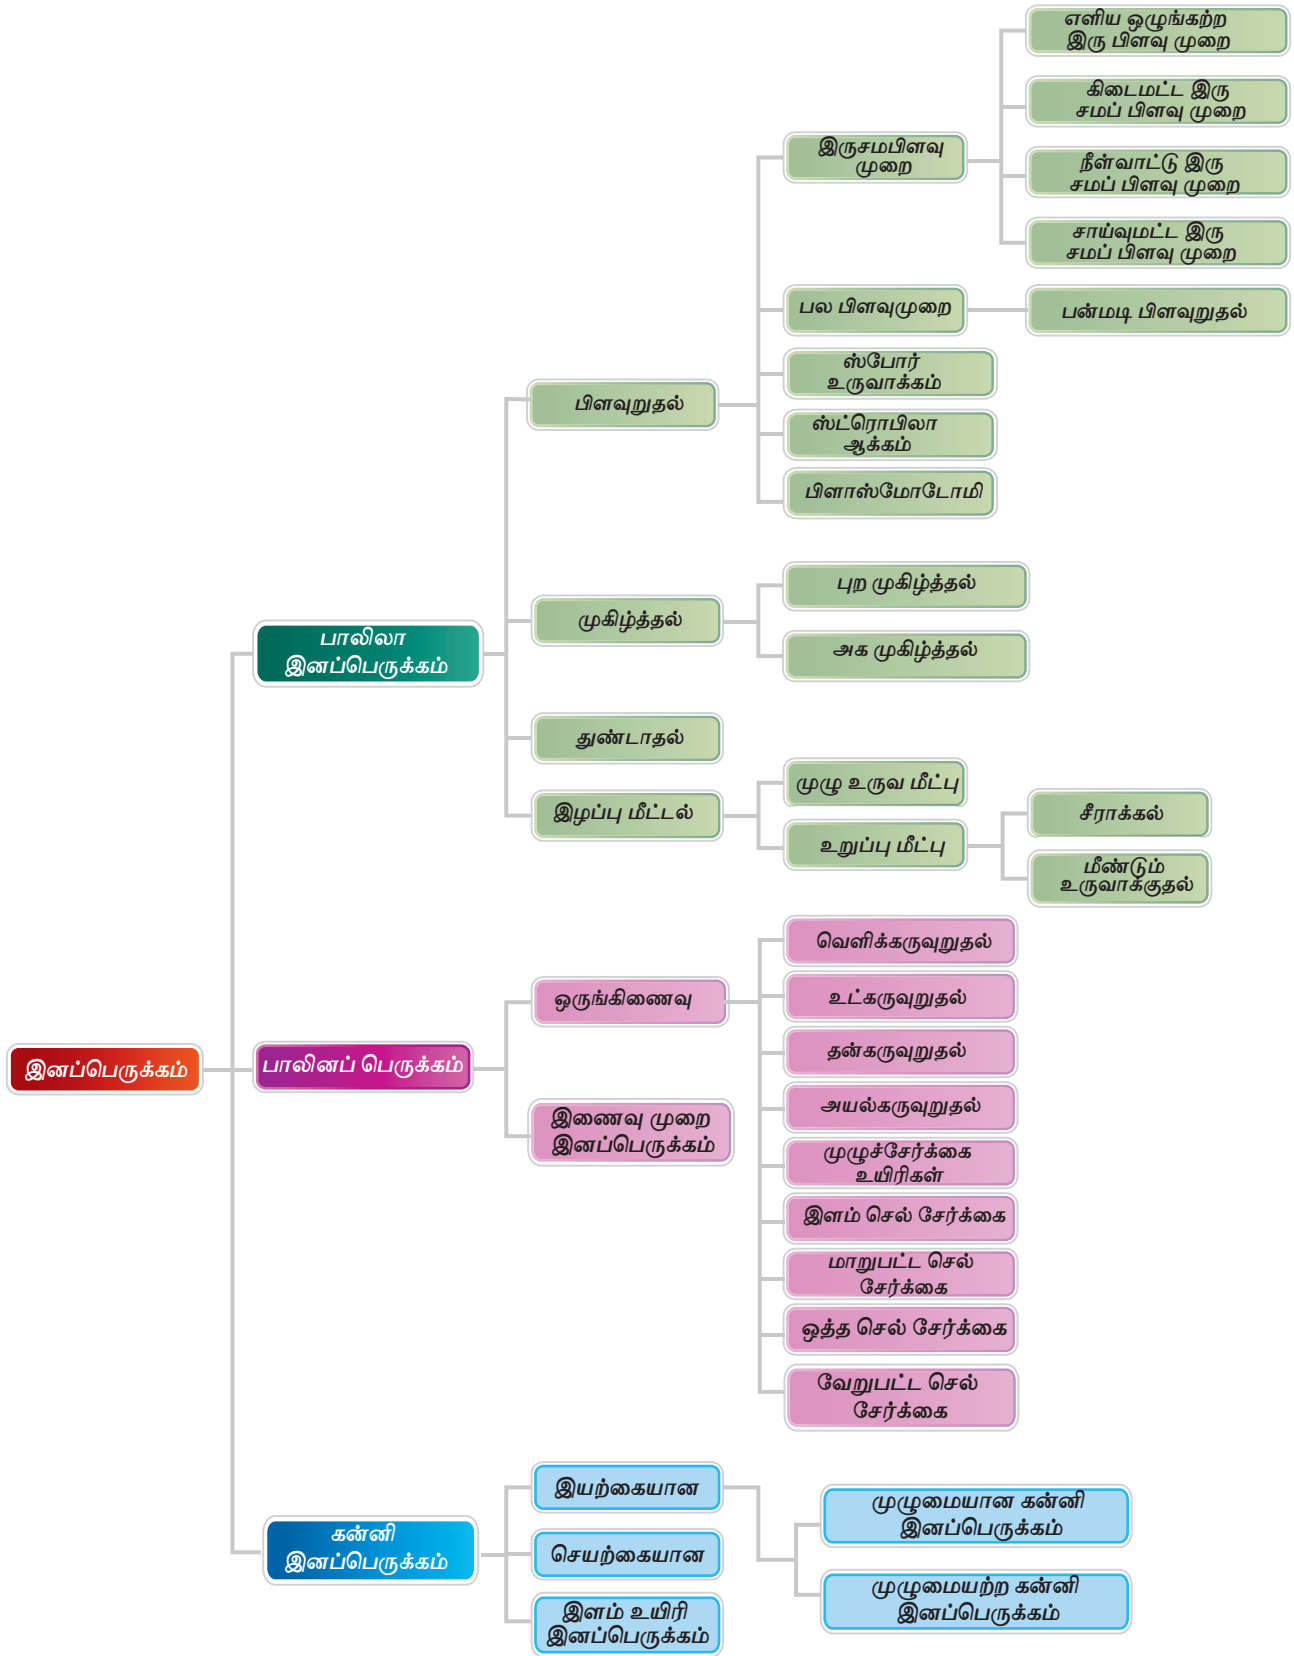 எளிய ஒழுங்கற்ற
இரு பிளவு முறை
கிடைமட்ட இரு
சமப் பிளவு முறை
இருசமபிளவு
முறை
நீள்வாட்டு இரு
சமப் பிளவு முறை
சாய்வுமட்ட இரு
சமப் பிளவு முறை
பல பிளவுமுறை
பன்மடி பிளவுறுதல்
ஸ்போர்
உருவாக்கம்
பிளவுறுதல்
ஸ்ட்ரொபிலா
ஆக்கம்
பிளாஸ்மோடோமி
புற முகிழ்த்தல்
முகிழ்த்தல்
அக முகிழ்த்தல்
பாலிலா
இனப்பெருக்கம்
துண்டாதல்
முழு உருவ மீட்பு
இழப்பு மீட்டல்
சீராக்கல்
உறுப்பு மீட்பு
மீண்டும்
உருவாக்குதல்
வெளிக்கருவுறுதல்
ஒருங்கிணைவு
உட்கருவுறுதல்
தன்கருவுறுதல்
இனப்பெருக்கம்
பாலினப் பெருக்கம்
அயல்கருவுறுதல்
இணைவு முறை
இனப்பெருக்கம்
முழுச்சேர்க்கை
உயிரிகள்
இளம் செல் சேர்க்கை
மாறுபட்ட செல்
சேர்க்கை
ஒத்த செல் சேர்க்கை
வேறுபட்ட செல்
சேர்க்கை
இயற்கையான
முழுமையான கன்னி
இனப்பெருக்கம்
கன்னி
இனப்பெருக்கம்
செயற்கையான
முழுமையற்ற கன்னி
இனப்பெருக்கம்
இளம் உயிரி
இனப்பெருக்கம்